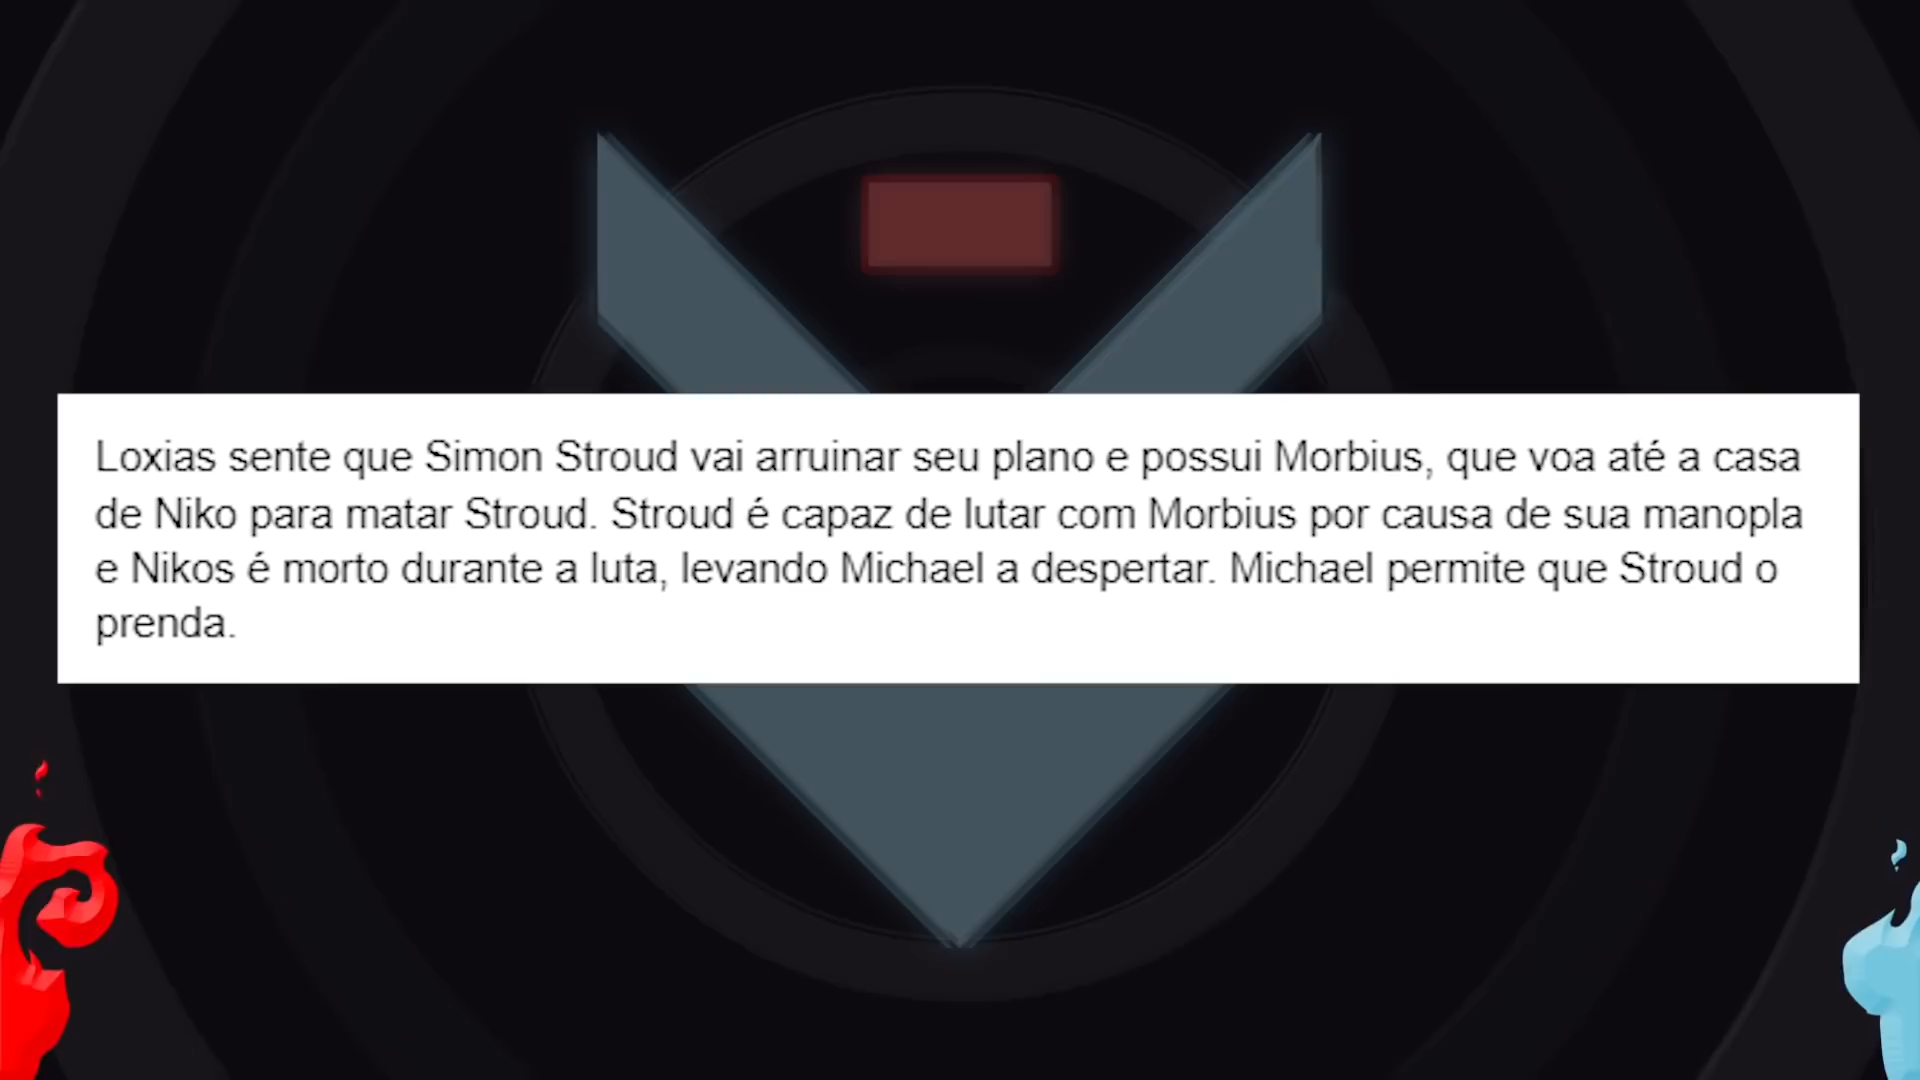 Loxias sente que Simon Stroud vai arruinar seu plano e possui Morbius, que voa até a casa
de Niko para matar Stroud. Stroud é capaz de lutar com Morbius por causa de sua manopla
e Nikos é morto durante a luta, levando Michael a despertar. Michael permite que Stroud o
prenda.